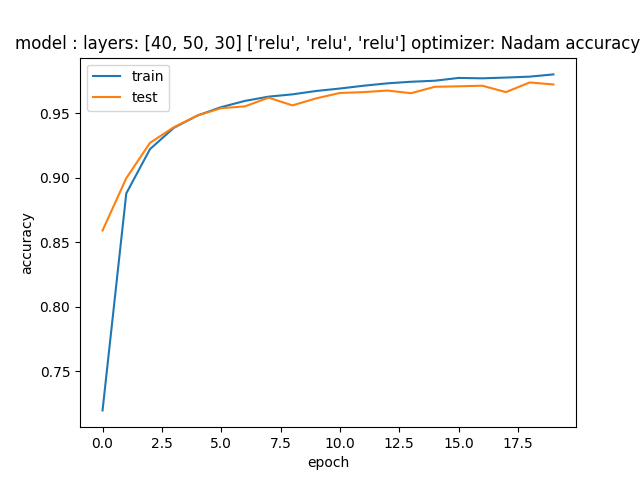 model : layers: [40, 50, 30] ['relu', 'relu', 'relu'] optimizer: Nadam accuracy
train
test
0.95
0.90
0.85
0.80
0.75
accuracy
0.0 2.5 5.0 7.5 10.0 12.5 15.0 17.5
epoch